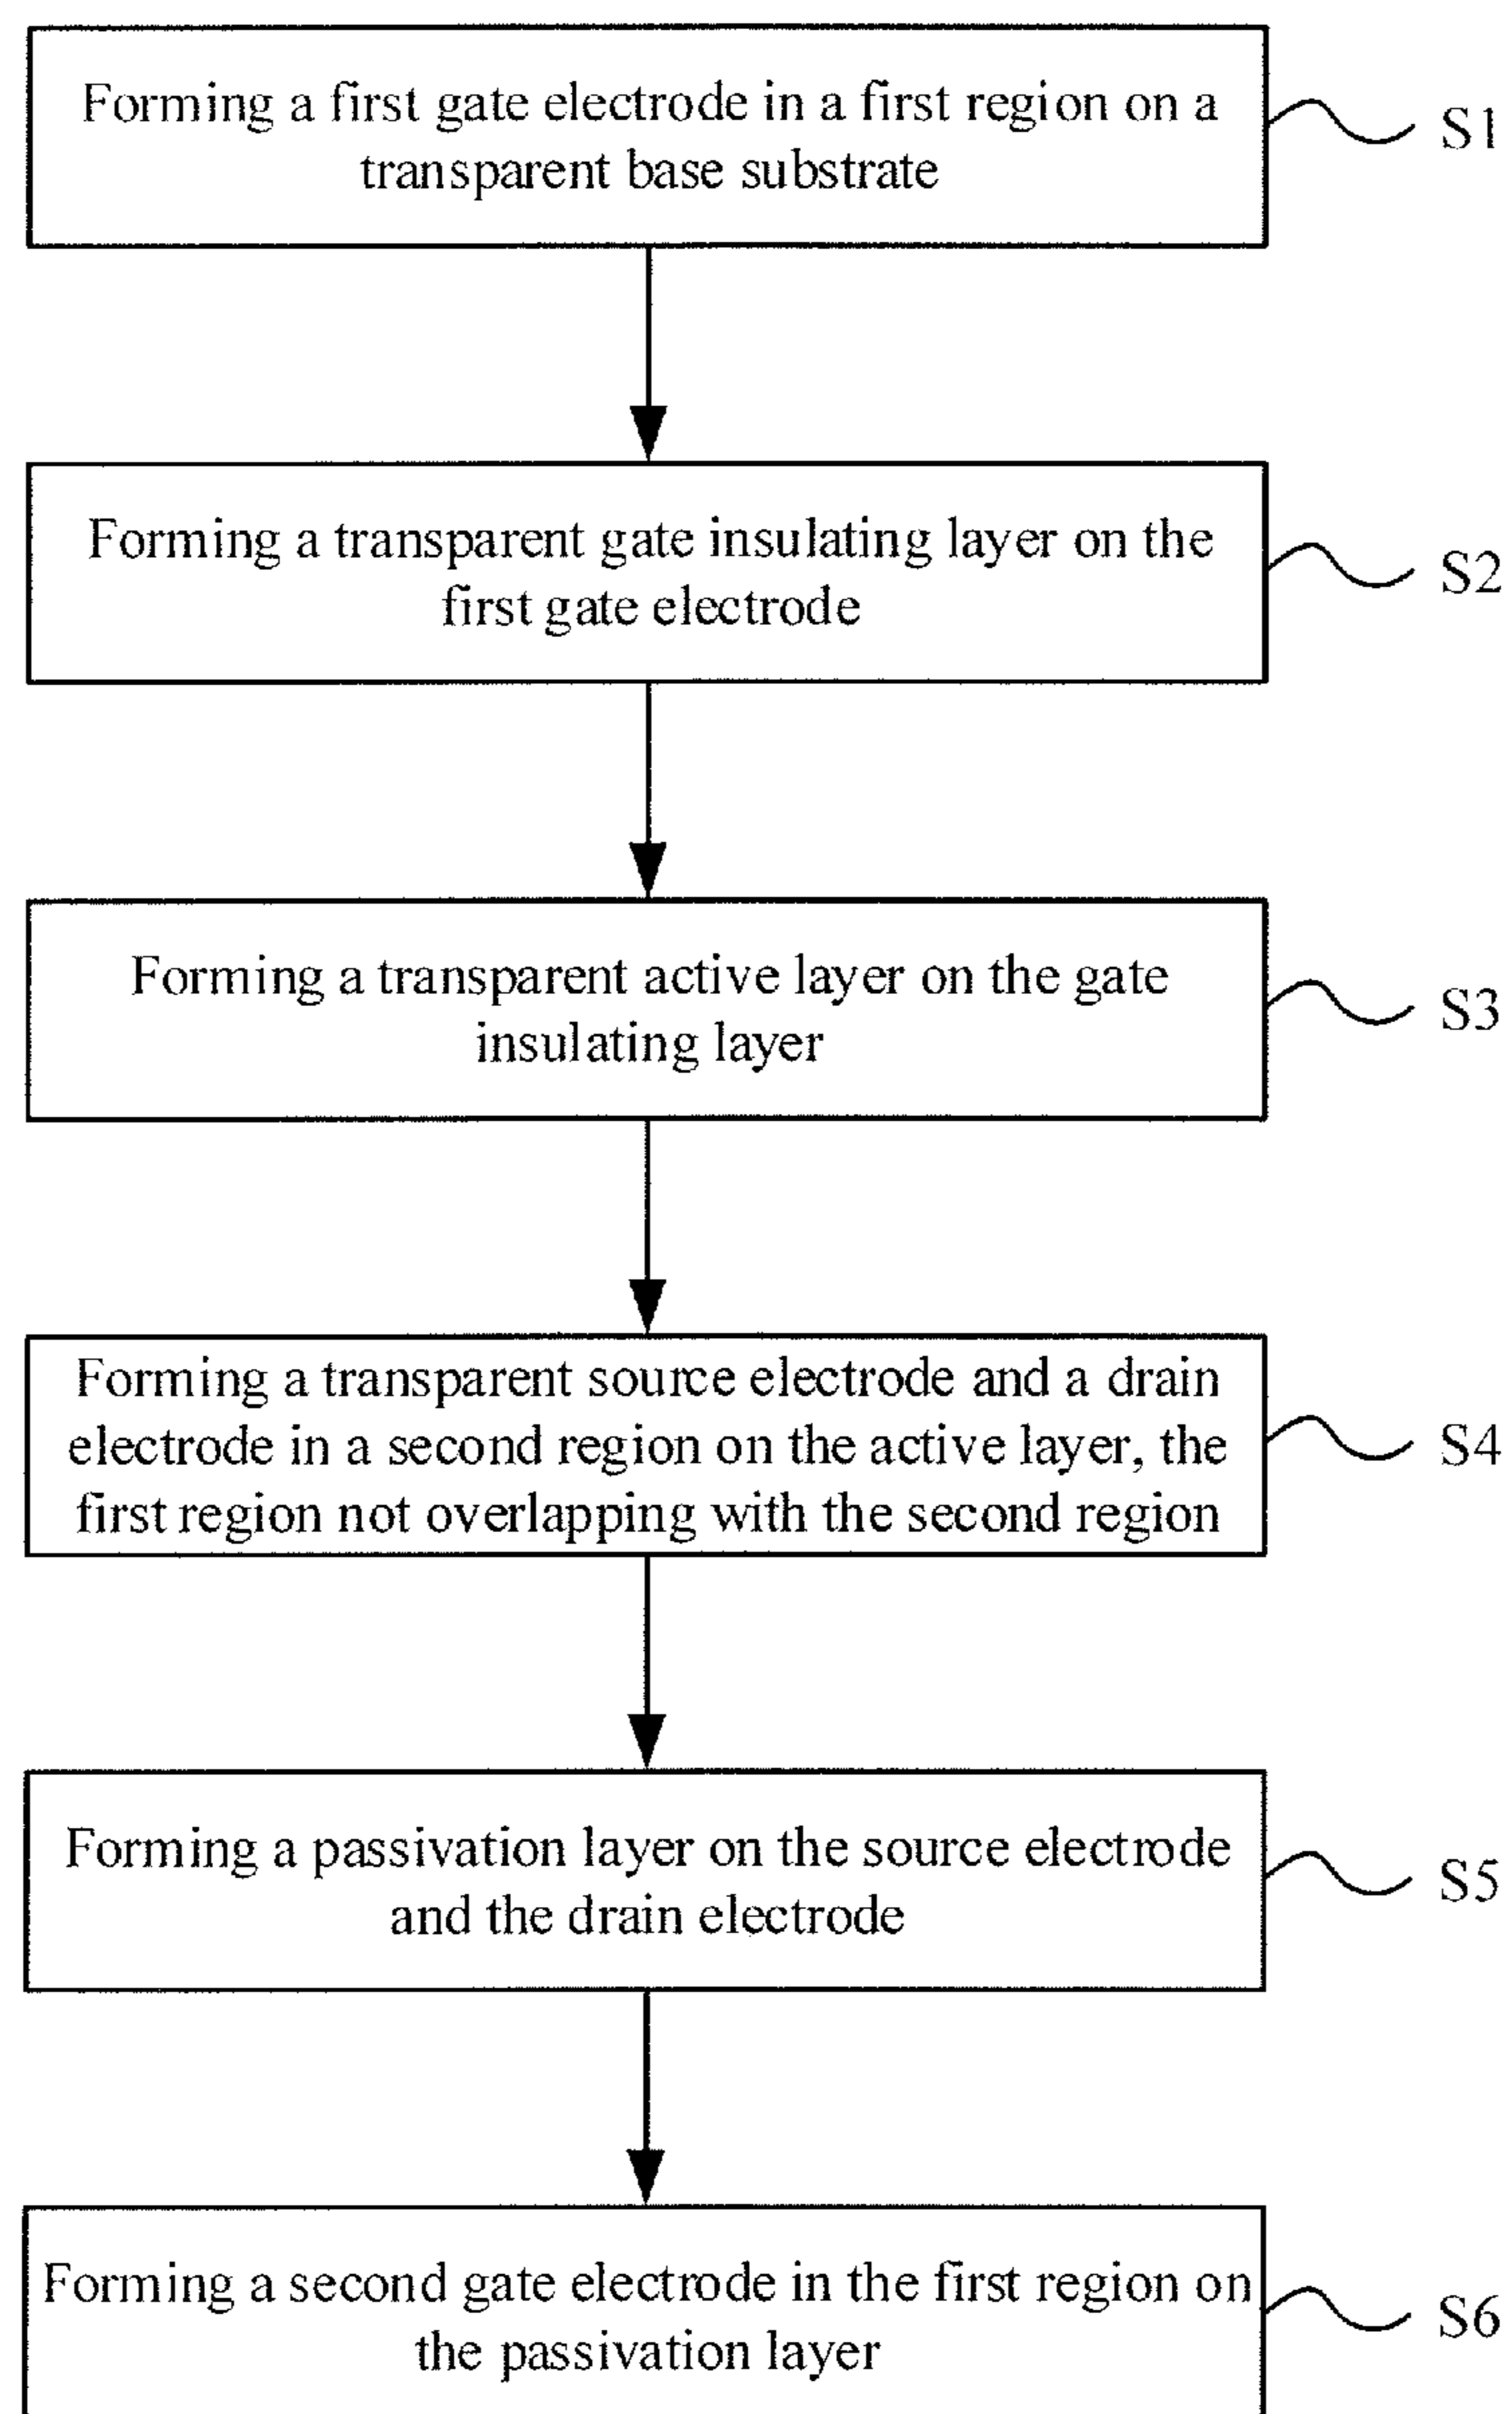 Forming a first gate electrode in a first region on a
transparent base substrate
S1
Forming a transparent gate insulating layer on the
first gate electrode
S2
Forming a transparent active layer on the gate
insulating layer
S3
Forming a transparent source electrode and a drain
electrode in a second region on the active layer, the
first region not overlapping with the second region
S4
Forming a passivation layer on the source electrode
and the drain electrode
S5
Forming a second gate electrode in the first region on
the passivation layer
S6